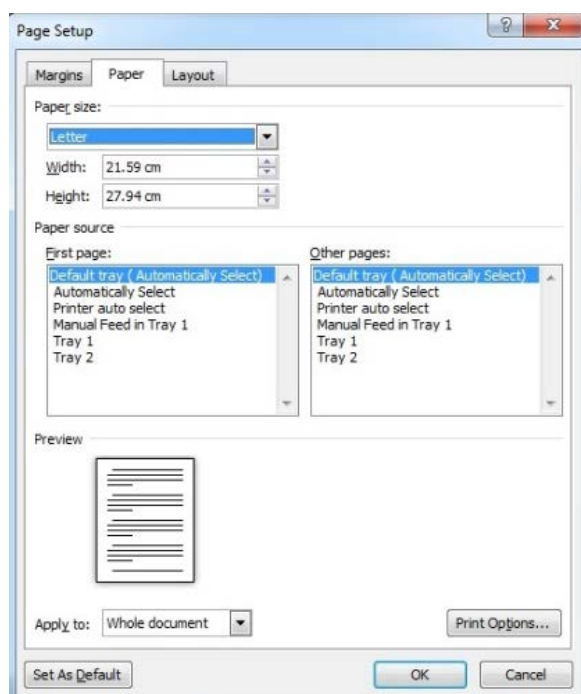 Page Setup
Margins Paper Layout
Paper size:
Letter
Width: 21.59 cm
Height: 27.94 cm
Paper source
First page: Other pages:
Default tray ( Automatically Select) Default tray ( Automatically Select)
Automatically Select Automatically Select
Printer auto select Printer auto select
Manual Feed in Tray 1 Manual Feed in Tray 1
Tray 1 Tray 1
Tray 2 Tray 2
Preview
Apply to: Whole document Print Options...
Set As Default OK Cancel